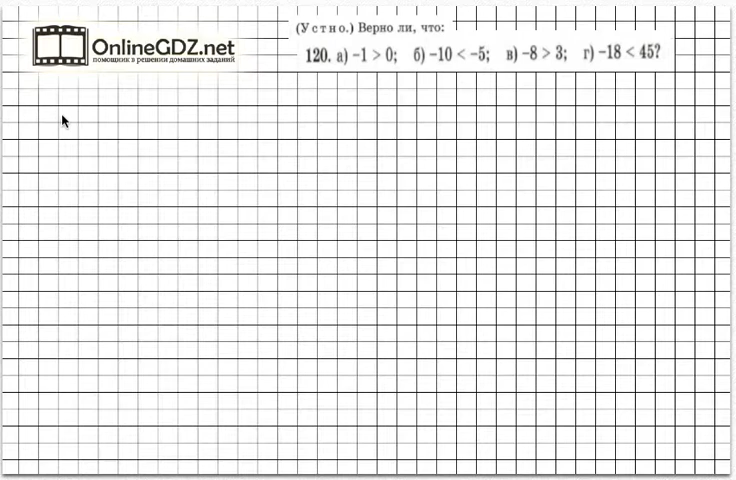 (Устно.) Верно ли, что:
OnlineGDZ.net
помощник в решении домашних заданий
120. а) −1 > 0; б) −10 < −5; в) −8 > 3; г) −18 < 45?